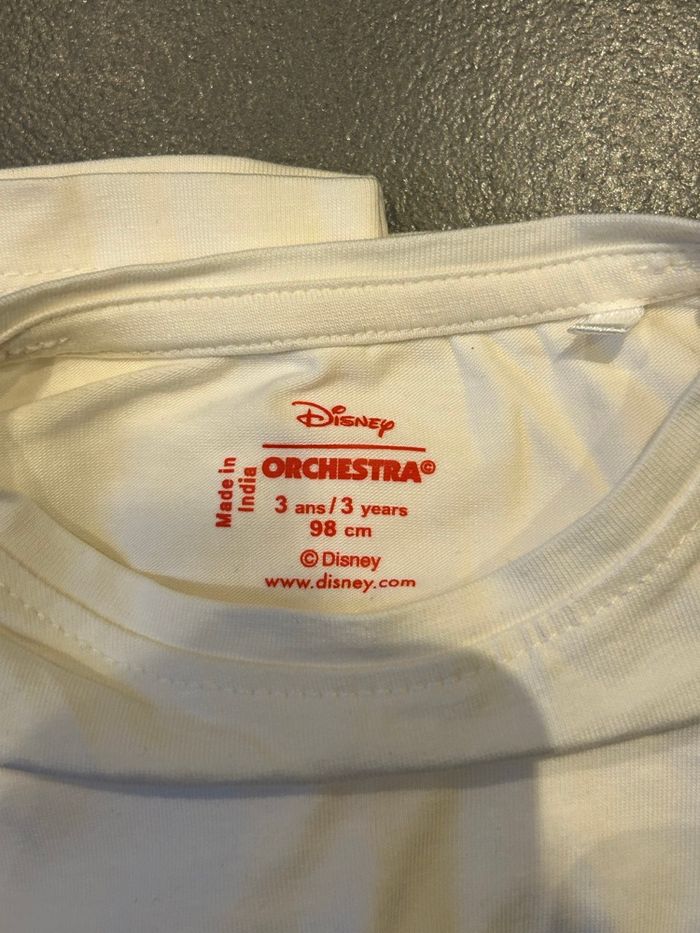 Disney
ORCHESTRA©
Made in
India
3 ans / 3 years
98 cm
© Disney
www.disney.com